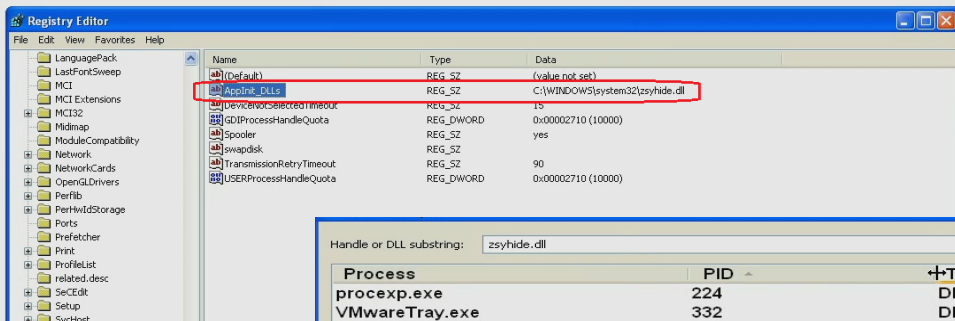 Registry Editor
File Edit View Favorites Help
LanguagePack
LastFontSweep
MCI
MCI Extensions
MCI32
Midimap
ModuleCompatibility
Network
NetworkCards
OpenGLDrivers
Perflib
PerHwIdStorage
Ports
Prefetcher
Print
ProfileList
related.desc
SeCEdit
Setup
SvcHost
Name Type Data
(Default) REG_SZ (value not set)
AppInit_DLLs REG_SZ C:\WINDOWS\system32\zsyhide.dll
DeviceNotSelectedTimeout REG_SZ 15
GDIProcessHandleQuota REG_DWORD 0x00002710 (10000)
Spooler REG_SZ yes
swapdisk REG_SZ
TransmissionRetryTimeout REG_SZ 90
USERProcessHandleQuota REG_DWORD 0x00002710 (10000)
Handle or DLL substring: zsyhide.dll
Process PID T
procexp.exe 224 DI
VMwareTray.exe 332 DI